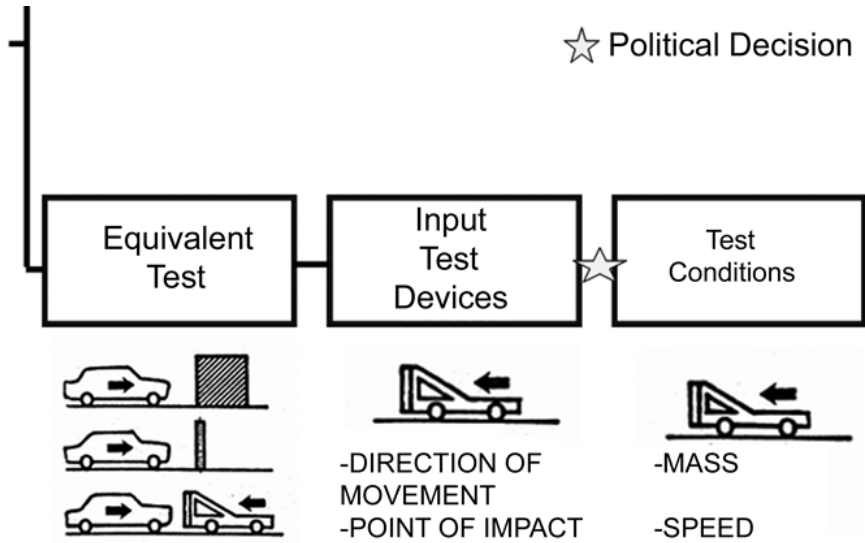 Political Decision
Equivalent
Test
Input
Test
Devices
Test
Conditions
-DIRECTION OF
MOVEMENT
-POINT OF IMPACT
-MASS
-SPEED